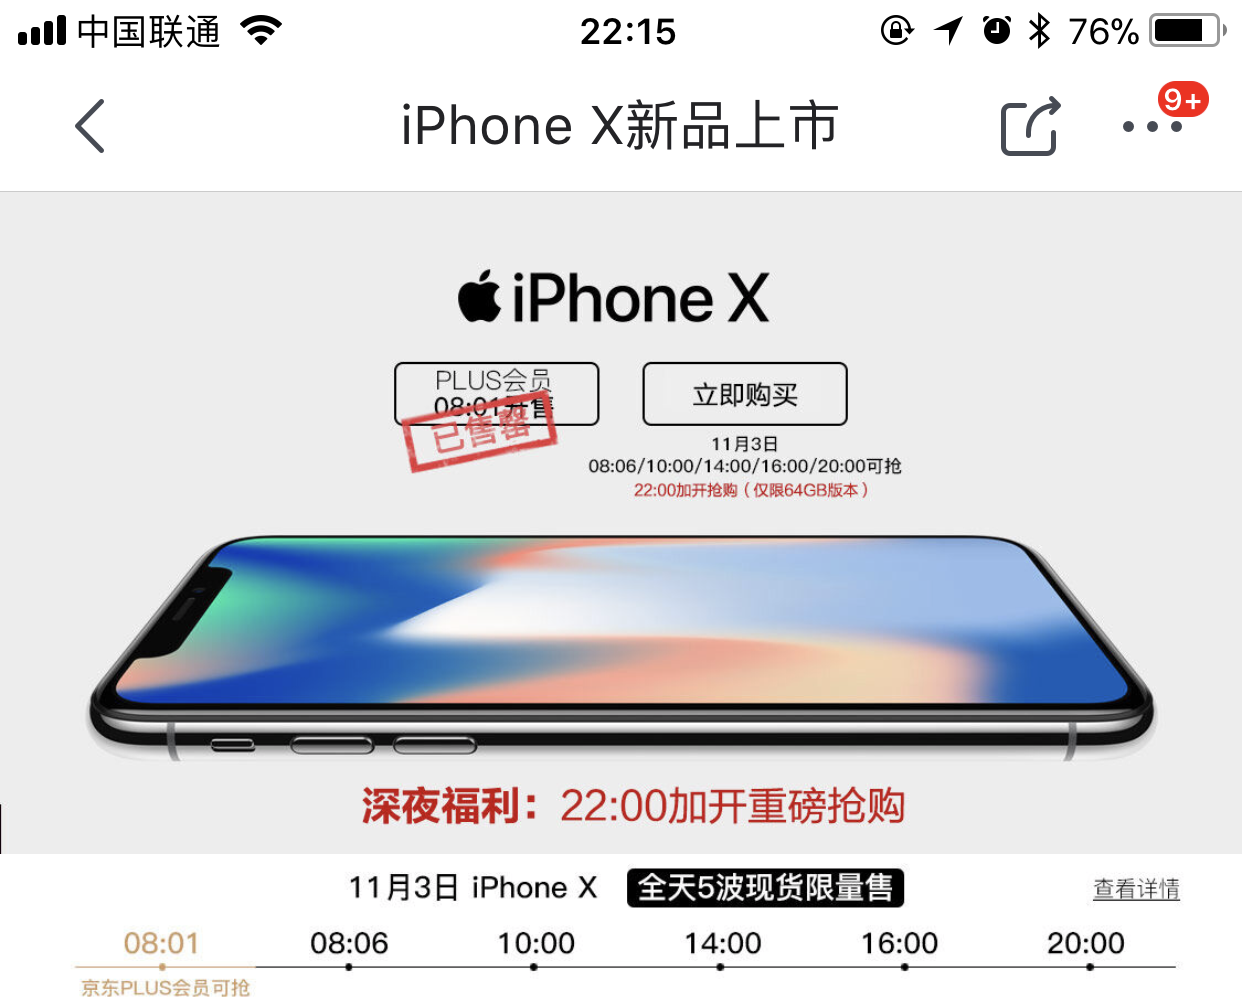 中国联通
22:15
76%
iPhone X新品上市
9+
iPhone X
PLUS会员
08:01开售
已售罄
立即购买
11月3日
08:06/10:00/14:00/16:00/20:00可抢
22:00加开抢购（仅限64GB版本）
深夜福利：22:00加开重磅抢购
11月3日 iPhone X 全天5波现货限量售 查看详情
08:01 08:06 10:00 14:00 16:00 20:00
京东PLUS会员可抢